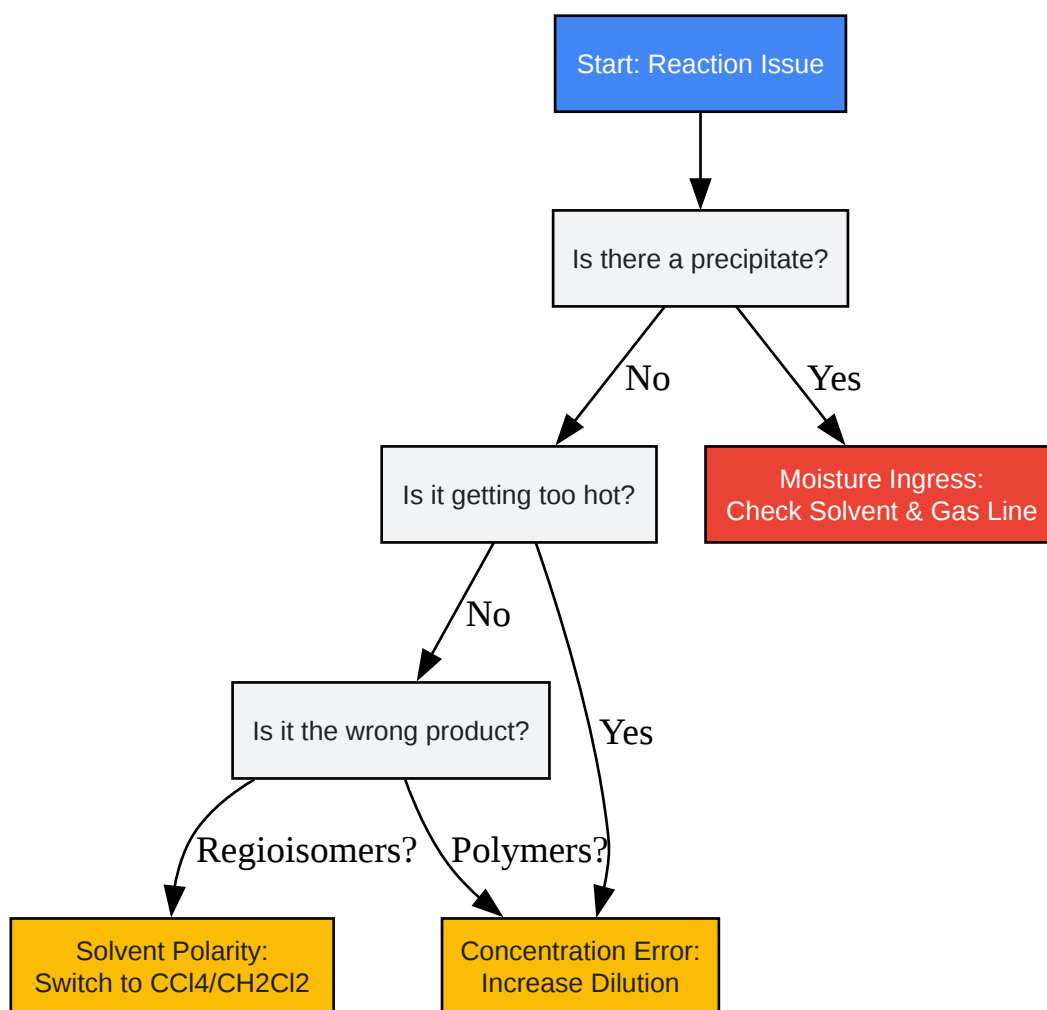 Start: Reaction Issue
Is there a precipitate?
No
Yes
Is it getting too hot?
Moisture Ingress:
Check Solvent & Gas Line
No
Is it the wrong product?
Yes
Regioisomers?
Polymers?
Solvent Polarity:
Switch to CCl4/CH2Cl2
Concentration Error:
Increase Dilution